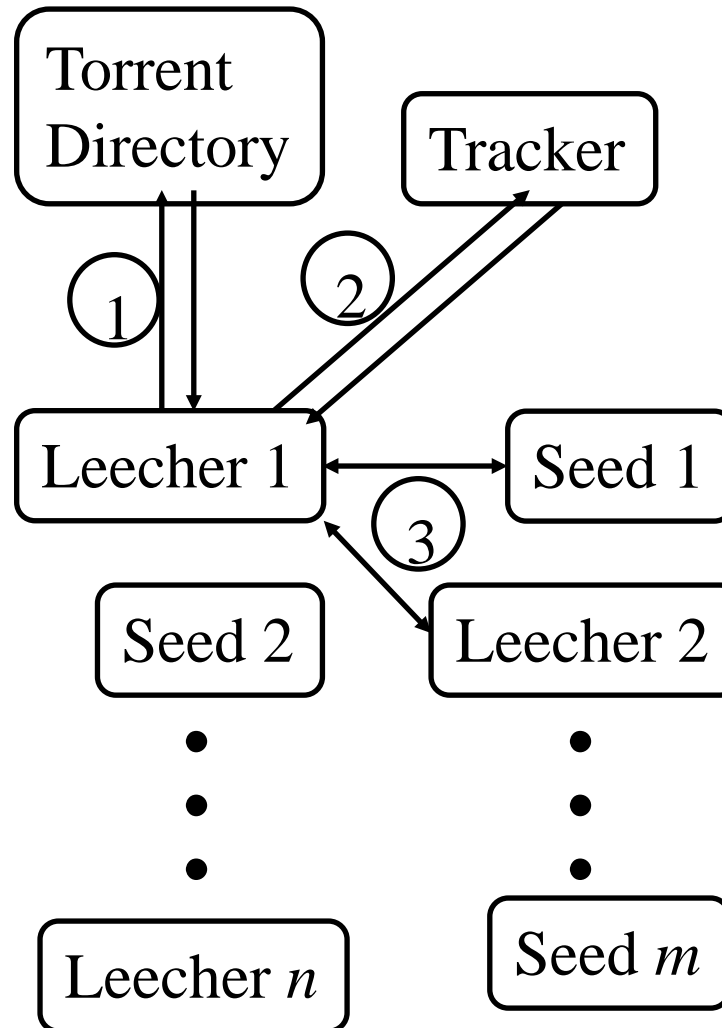 Torrent
Directory
Tracker
1
2
Leecher 1
Seed 1
3
Seed 2
Leecher 2
Leecher n
Seed m